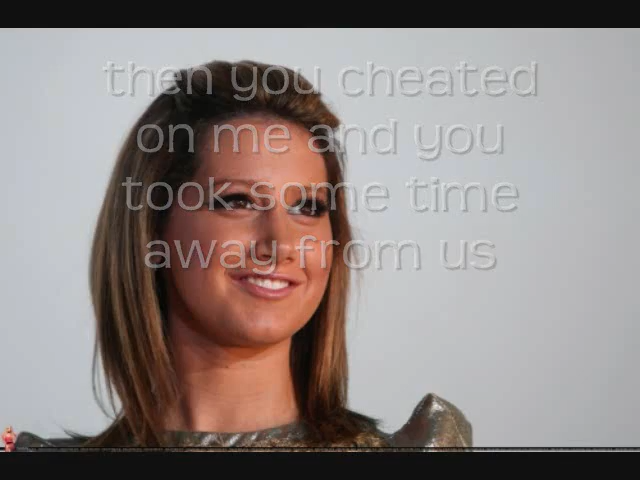 then you cheated
on me and you
took some time
away from us